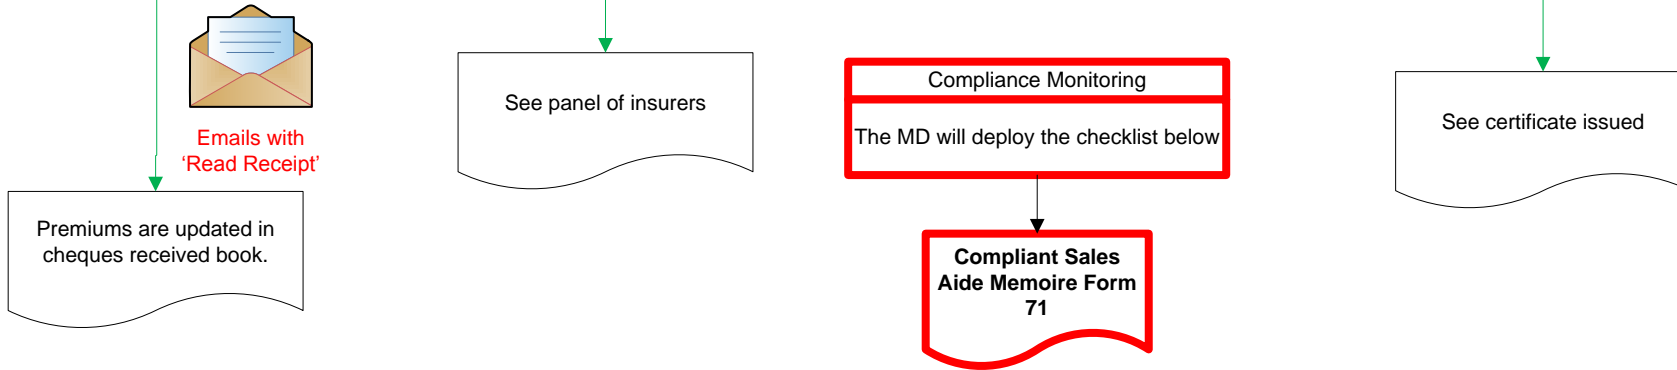 Emails with
‘Read Receipt’
Premiums are updated in
cheques received book.
See panel of insurers
Compliance Monitoring
The MD will deploy the checklist below
Compliant Sales
Aide Memoire Form
71
See certificate issued